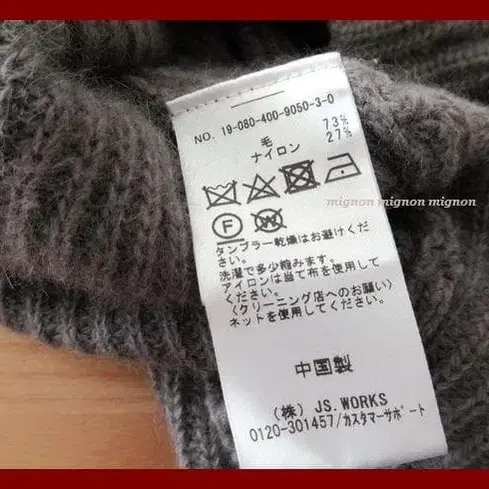 NO. 19-080-400-9050-3-0
毛 73%
ナイロン 27%
mignon mignon mignon
F W
タンブラー乾燥はお避けくだ
さい。
洗濯で多少縮みます。
アイロンは当て布を使用して
ください。
〈クリーニング店へのお願い〉
ネットを使用してください。
中国製
(株) JS.WORKS
0120-301457/カスタマーサポート